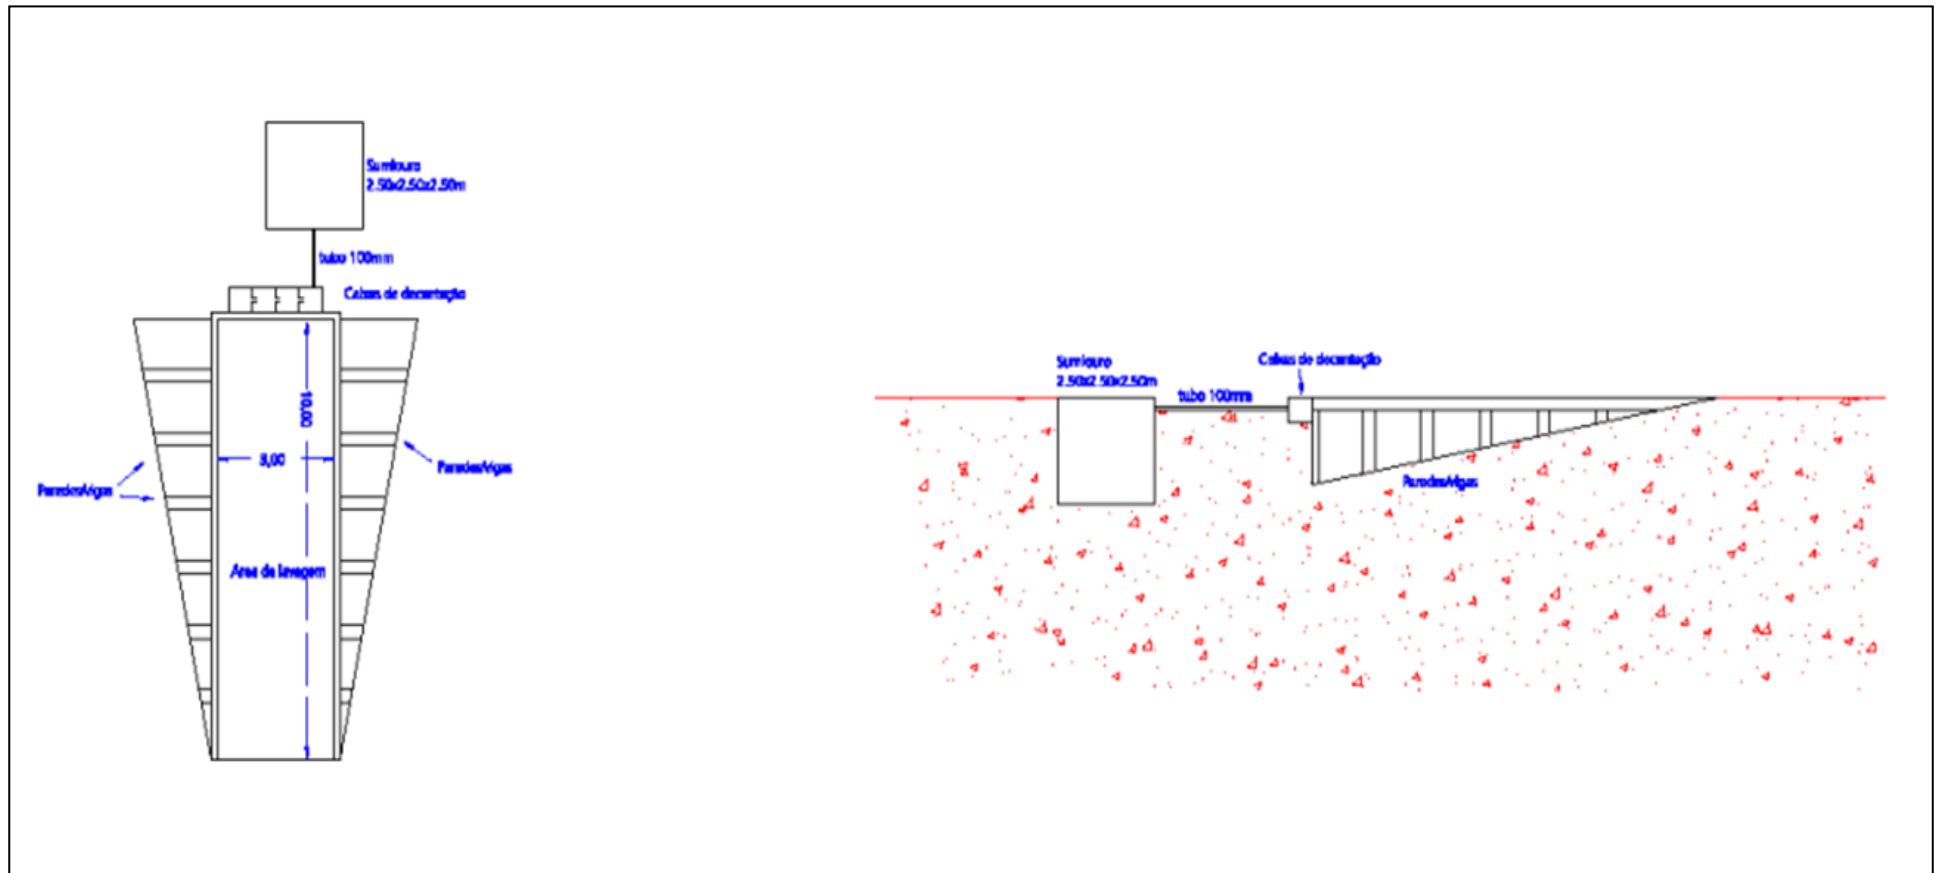 Sumidouro
2.50x2.50x2.50m
tubo 100mm
Caixas de decantação
10,00
3,00
Paredes/vigas
Paredes/vigas
Área de lavagem
Sumidouro
2.50x2.50x2.50m
tubo 100mm
Caixas de decantação
Paredes/vigas